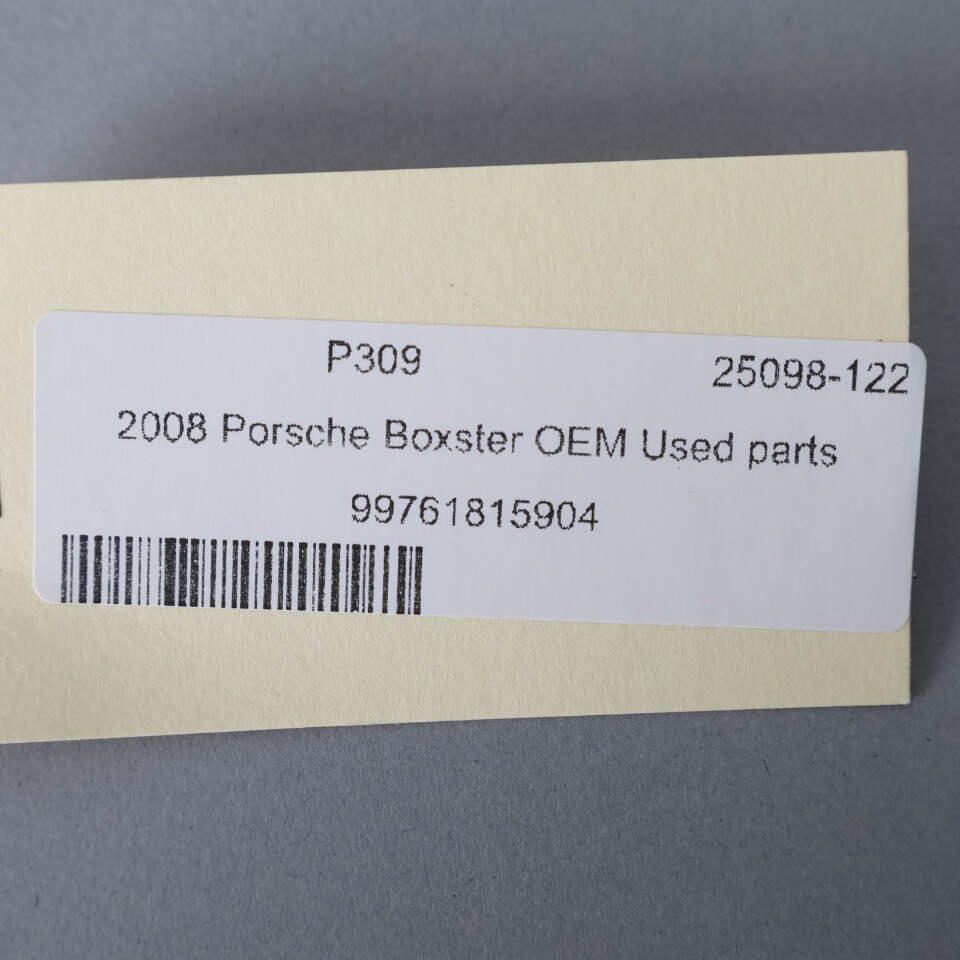 P309 25098-122
2008 Porsche Boxster OEM Used parts
99761815904